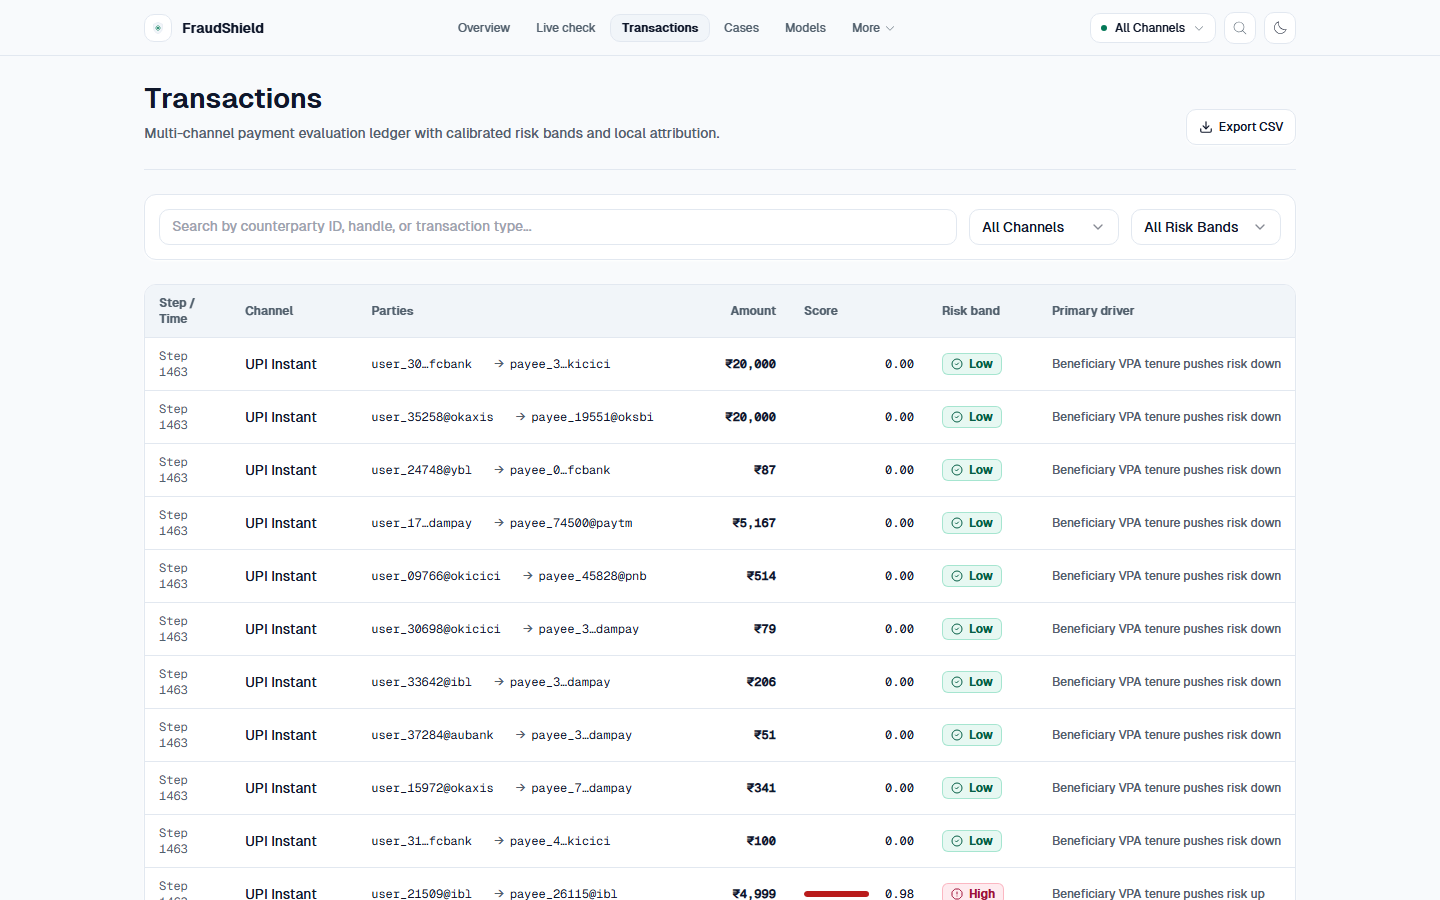 FraudShield
Overview
Live check
Transactions
Cases
Models
More
All Channels
Transactions
Multi-channel payment evaluation ledger with calibrated risk bands and local attribution.
Export CSV
Search by counterparty ID, handle, or transaction type...
All Channels
All Risk Bands
Step / Time Channel Parties Amount Score Risk band Primary driver
Step 1463 UPI Instant user_30…fcbank → payee_3…kicici ₹20,000 0.00 Low Beneficiary VPA tenure pushes risk down
Step 1463 UPI Instant user_35258@okaxis → payee_19551@oksbi ₹20,000 0.00 Low Beneficiary VPA tenure pushes risk down
Step 1463 UPI Instant user_24748@ybl → payee_0…fcbank ₹87 0.00 Low Beneficiary VPA tenure pushes risk down
Step 1463 UPI Instant user_17…dampay → payee_74500@paytm ₹5,167 0.00 Low Beneficiary VPA tenure pushes risk down
Step 1463 UPI Instant user_09766@okicici → payee_45828@pnb ₹514 0.00 Low Beneficiary VPA tenure pushes risk down
Step 1463 UPI Instant user_30698@okicici → payee_3…dampay ₹79 0.00 Low Beneficiary VPA tenure pushes risk down
Step 1463 UPI Instant user_33642@ibl → payee_3…dampay ₹206 0.00 Low Beneficiary VPA tenure pushes risk down
Step 1463 UPI Instant user_37284@aubank → payee_3…dampay ₹51 0.00 Low Beneficiary VPA tenure pushes risk down
Step 1463 UPI Instant user_15972@okaxis → payee_7…dampay ₹341 0.00 Low Beneficiary VPA tenure pushes risk down
Step 1463 UPI Instant user_31…fcbank → payee_4…kicici ₹100 0.00 Low Beneficiary VPA tenure pushes risk down
Step UPI Instant user_21509@ibl → payee_26115@ibl ₹4,999 0.98 High Beneficiary VPA tenure pushes risk up